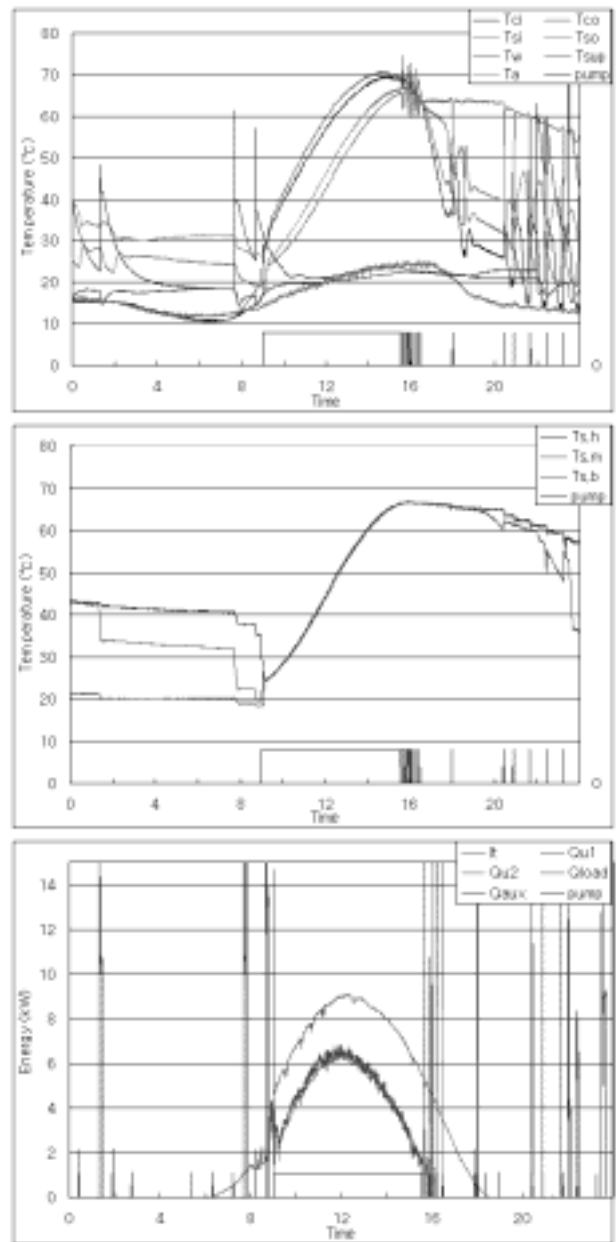 Tci Tco
Tsi Tso
Tw Tsup
Ta pump
80
70
60
50
40
30
20
10
0
Temperature (℃)
0 4 8 12 16 20 0
Time
Ts,h
Ts,m
Ts,b
pump
80
70
60
50
40
30
20
10
0
Temperature (℃)
0 4 8 12 16 20 0
Time
It Qu1
Qu2 Qload
Qaux pump
14
12
10
8
6
4
2
0
Energy (kW)
0 4 8 12 16 20
Time